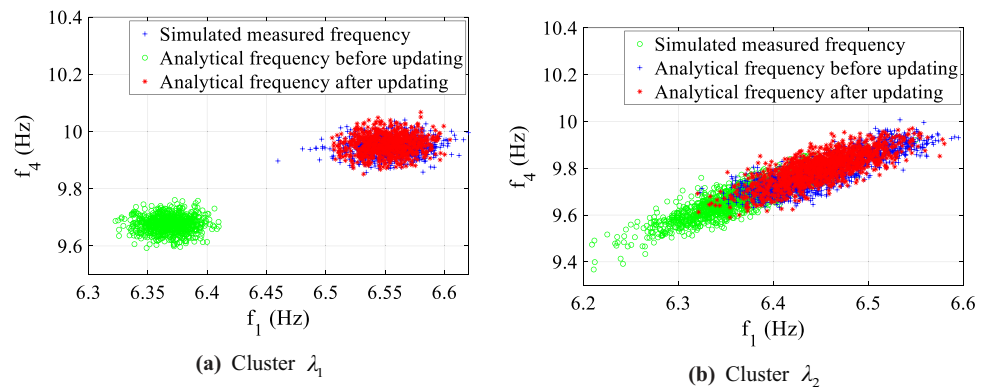 10.4
10.2
10
9.8
9.6
f4 (Hz)
+ Simulated measured frequency
○ Analytical frequency before updating
* Analytical frequency after updating
6.3 6.35 6.4 6.45 6.5 6.55 6.6
f1 (Hz)
(a) Cluster λ1
10.4
10.2
10
9.8
9.6
9.4
f4 (Hz)
○ Simulated measured frequency
+ Analytical frequency before updating
* Analytical frequency after updating
6.2 6.3 6.4 6.5 6.6
f1 (Hz)
(b) Cluster λ2